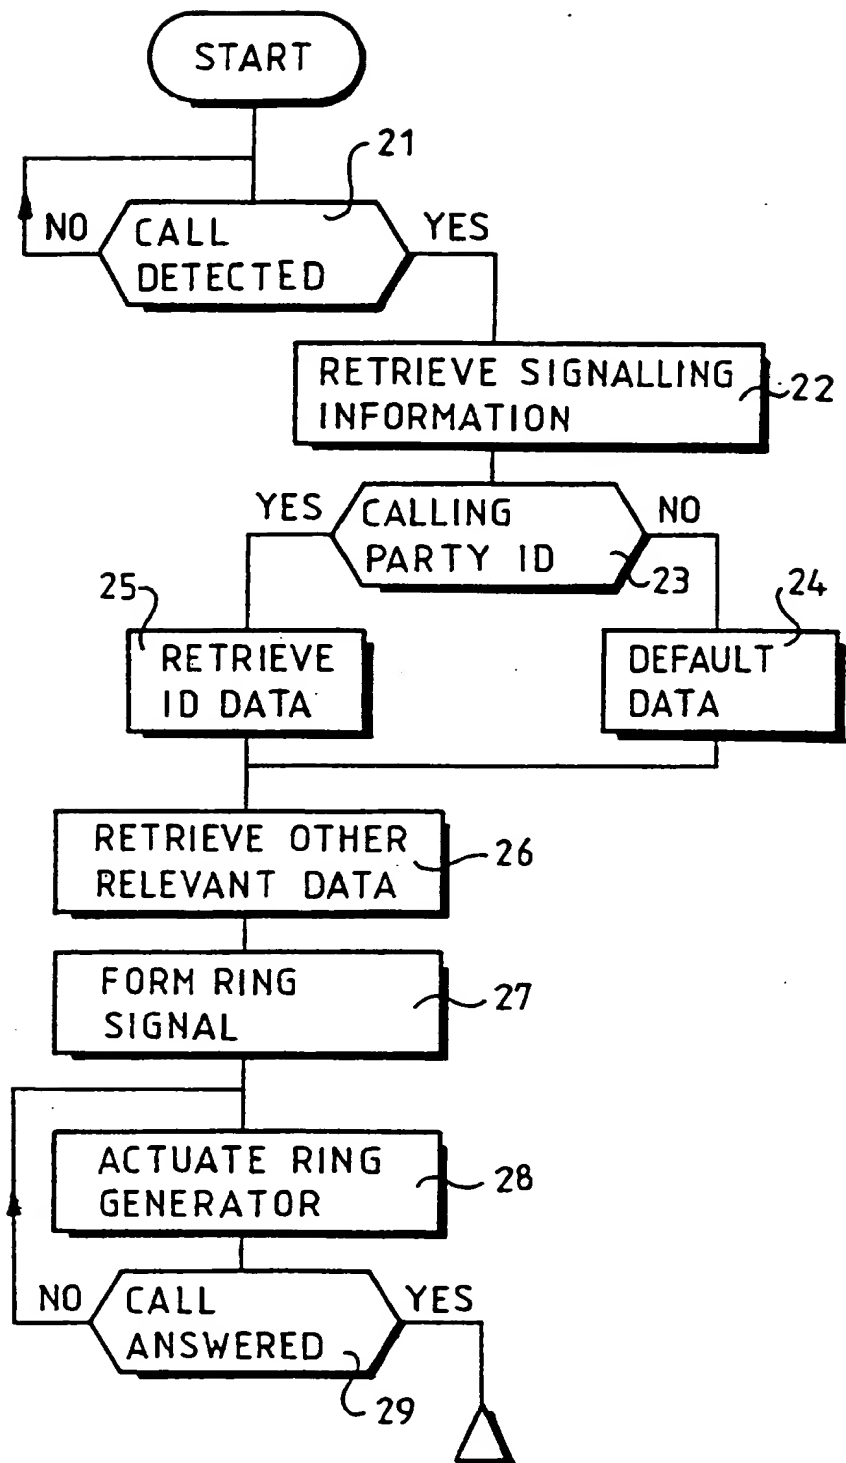 START
21
NO
CALL
DETECTED
YES
RETRIEVE SIGNALLING
INFORMATION
22
YES
CALLING
PARTY ID
NO
23
25
RETRIEVE
ID DATA
24
DEFAULT
DATA
RETRIEVE OTHER
RELEVANT DATA
26
FORM RING
SIGNAL
27
ACTUATE RING
GENERATOR
28
NO
CALL
ANSWERED
YES
29